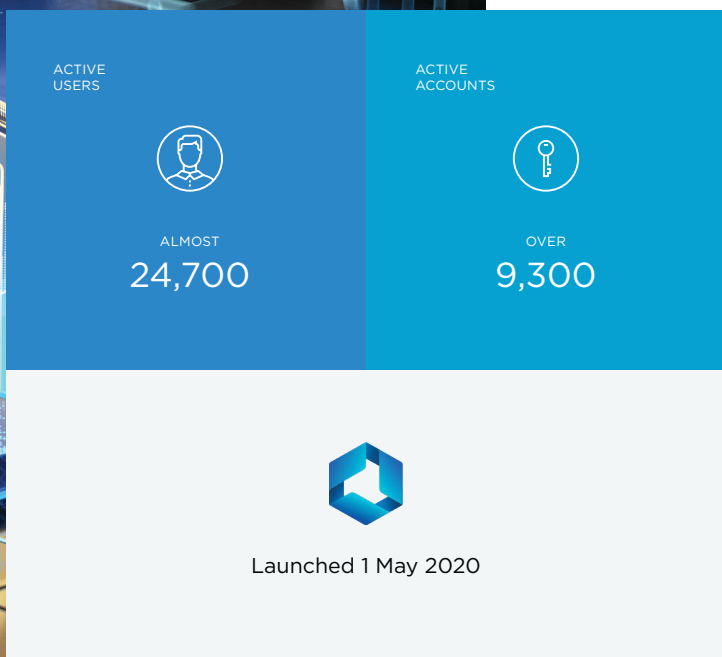 ACTIVE
USERS
ALMOST
24,700
ACTIVE
ACCOUNTS
OVER
9,300
Launched 1 May 2020